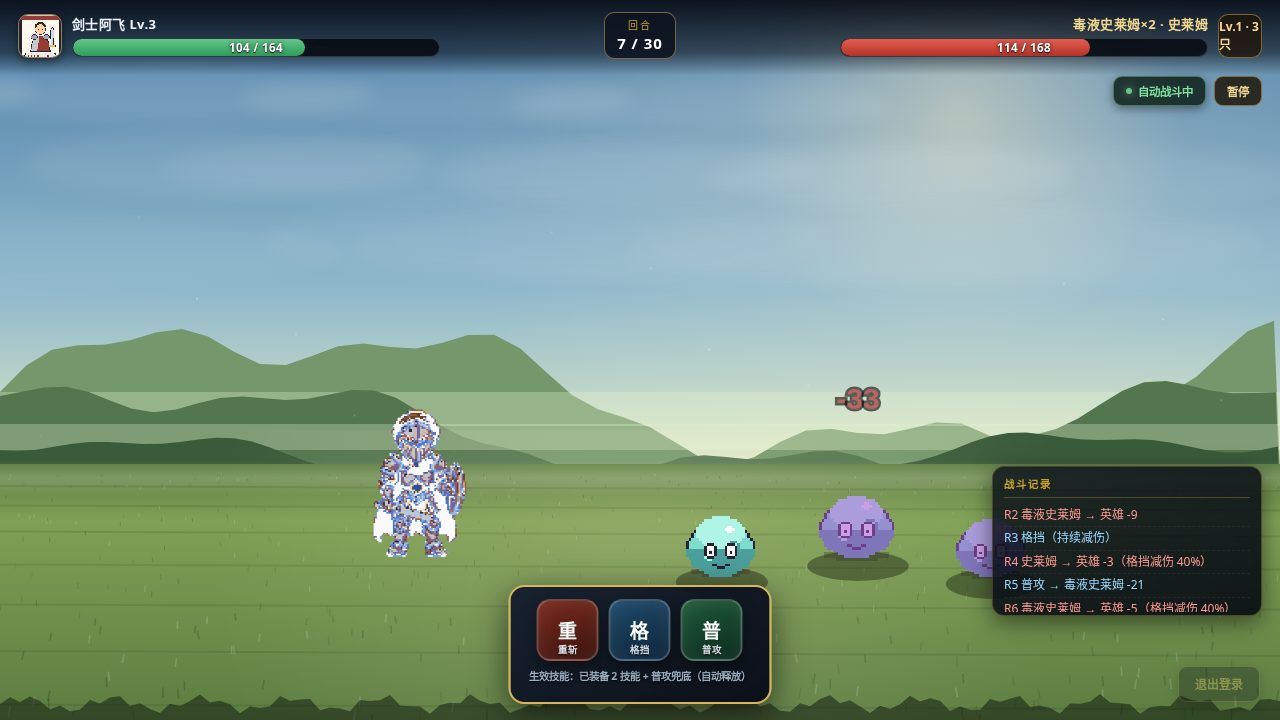 剑士阿飞 Lv.3
104 / 164
回合
7 / 30
毒液史莱姆×2 · 史莱姆
Lv.1 · 3
只
114 / 168
自动战斗中
暂停
-33
战斗记录
R2 毒液史莱姆 → 英雄 -9
R3 格挡（持续减伤）
R4 史莱姆 → 英雄 -3（格挡减伤 40%）
R5 普攻 → 毒液史莱姆 -21
R6 毒液史莱姆 → 英雄 -5（格挡减伤 40%）
重
重斩
格
格挡
普
普攻
生效技能：已装备 2 技能 + 普攻兜底（自动释放）
退出登录